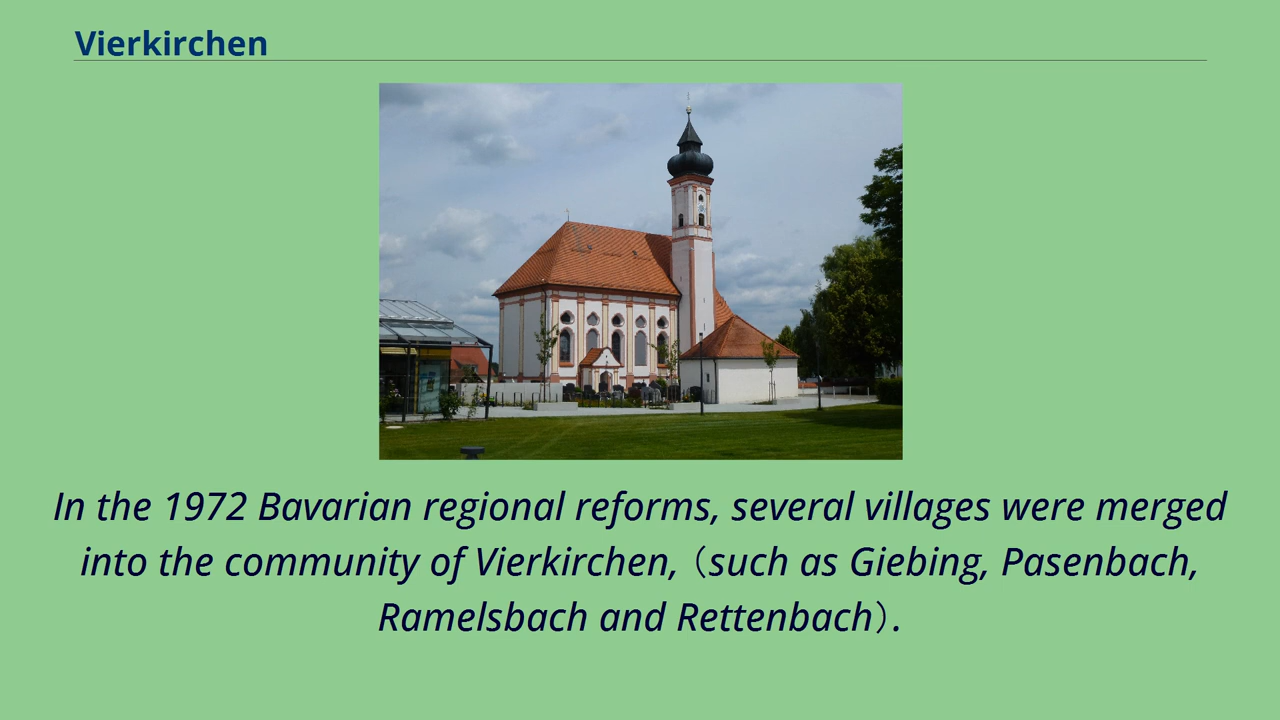 Vierkirchen
In the 1972 Bavarian regional reforms, several villages were merged
into the community of Vierkirchen,（such as Giebing, Pasenbach,
Ramelsbach and Rettenbach）.